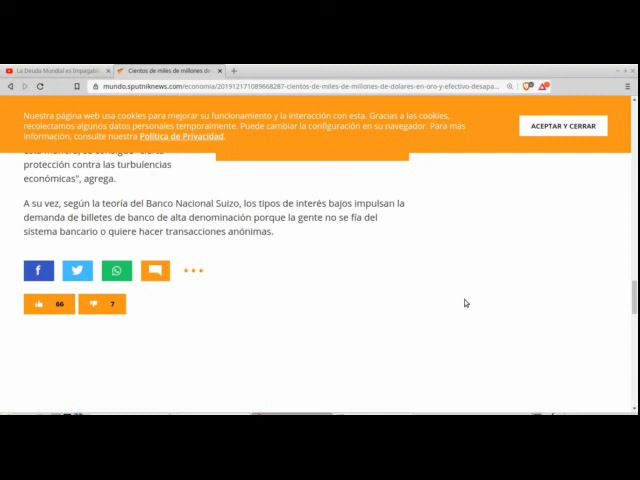 La Deuda Mundial es Impagable
Cientos de miles de millones de
mundo.sputniknews.com/economia/201912171089668287-cientos-de-miles-de-millones-de-dolares-en-oro-y-efectivo-desapa...
Nuestra página web usa cookies para mejorar su funcionamiento y la interacción con esta. Gracias a las cookies,
recolectamos algunos datos personales temporalmente. Puede cambiar la configuración en su navegador. Para más
información, consulte nuestra Política de Privacidad.
ACEPTAR Y CERRAR
protección contra las turbulencias
económicas", agrega.
A su vez, según la teoría del Banco Nacional Suizo, los tipos de interés bajos impulsan la
demanda de billetes de banco de alta denominación porque la gente no se fía del
sistema bancario o quiere hacer transacciones anónimas.
66
7